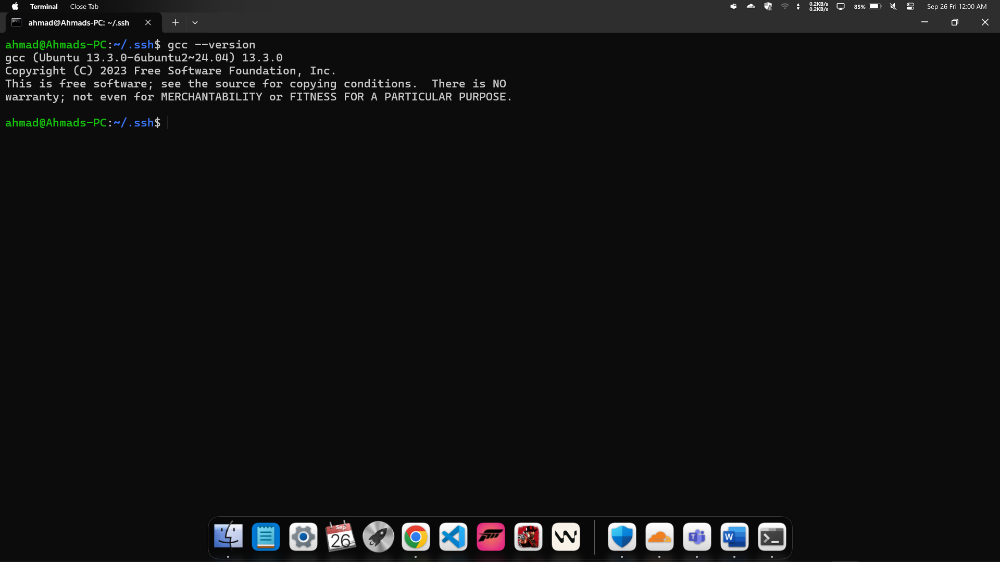 Terminal Close Tab 0.2KB/s 85% Sep 26 Fri 12:00 AM
0.2KB/s
ahmad@Ahmads-PC: ~/.ssh
ahmad@Ahmads-PC:~/.ssh$ gcc --version
gcc (Ubuntu 13.3.0-6ubuntu2~24.04) 13.3.0
Copyright (C) 2023 Free Software Foundation, Inc.
This is free software; see the source for copying conditions.  There is NO
warranty; not even for MERCHANTABILITY or FITNESS FOR A PARTICULAR PURPOSE.
ahmad@Ahmads-PC:~/.ssh$
Sep
26
T
W